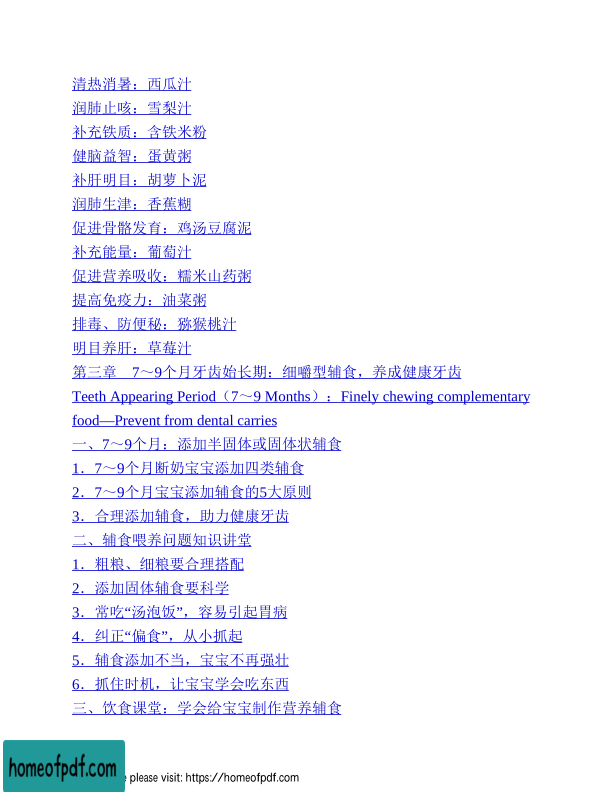 清热消暑：西瓜汁
润肺止咳：雪梨汁
补充铁质：含铁米粉
健脑益智：蛋黄粥
补肝明目：胡萝卜泥
润肺生津：香蕉糊
促进骨骼发育：鸡汤豆腐泥
补充能量：葡萄汁
促进营养吸收：糯米山药粥
提高免疫力：油菜粥
排毒、防便秘：猕猴桃汁
明目养肝：草莓汁
第三章　7～9个月牙齿始长期：细嚼型辅食，养成健康牙齿
Teeth Appearing Period（7～9 Months）：Finely chewing complementary
food—Prevent from dental carries
一、7～9个月：添加半固体或固体状辅食
1．7～9个月断奶宝宝添加四类辅食
2．7～9个月宝宝添加辅食的5大原则
3．合理添加辅食，助力健康牙齿
二、辅食喂养问题知识讲堂
1．粗粮、细粮要合理搭配
2．添加固体辅食要科学
3．常吃“汤泡饭”，容易引起胃病
4．纠正“偏食”，从小抓起
5．辅食添加不当，宝宝不再强壮
6．抓住时机，让宝宝学会吃东西
三、饮食课堂：学会给宝宝制作营养辅食
homeofpdf.com
please visit: https://homeofpdf.com